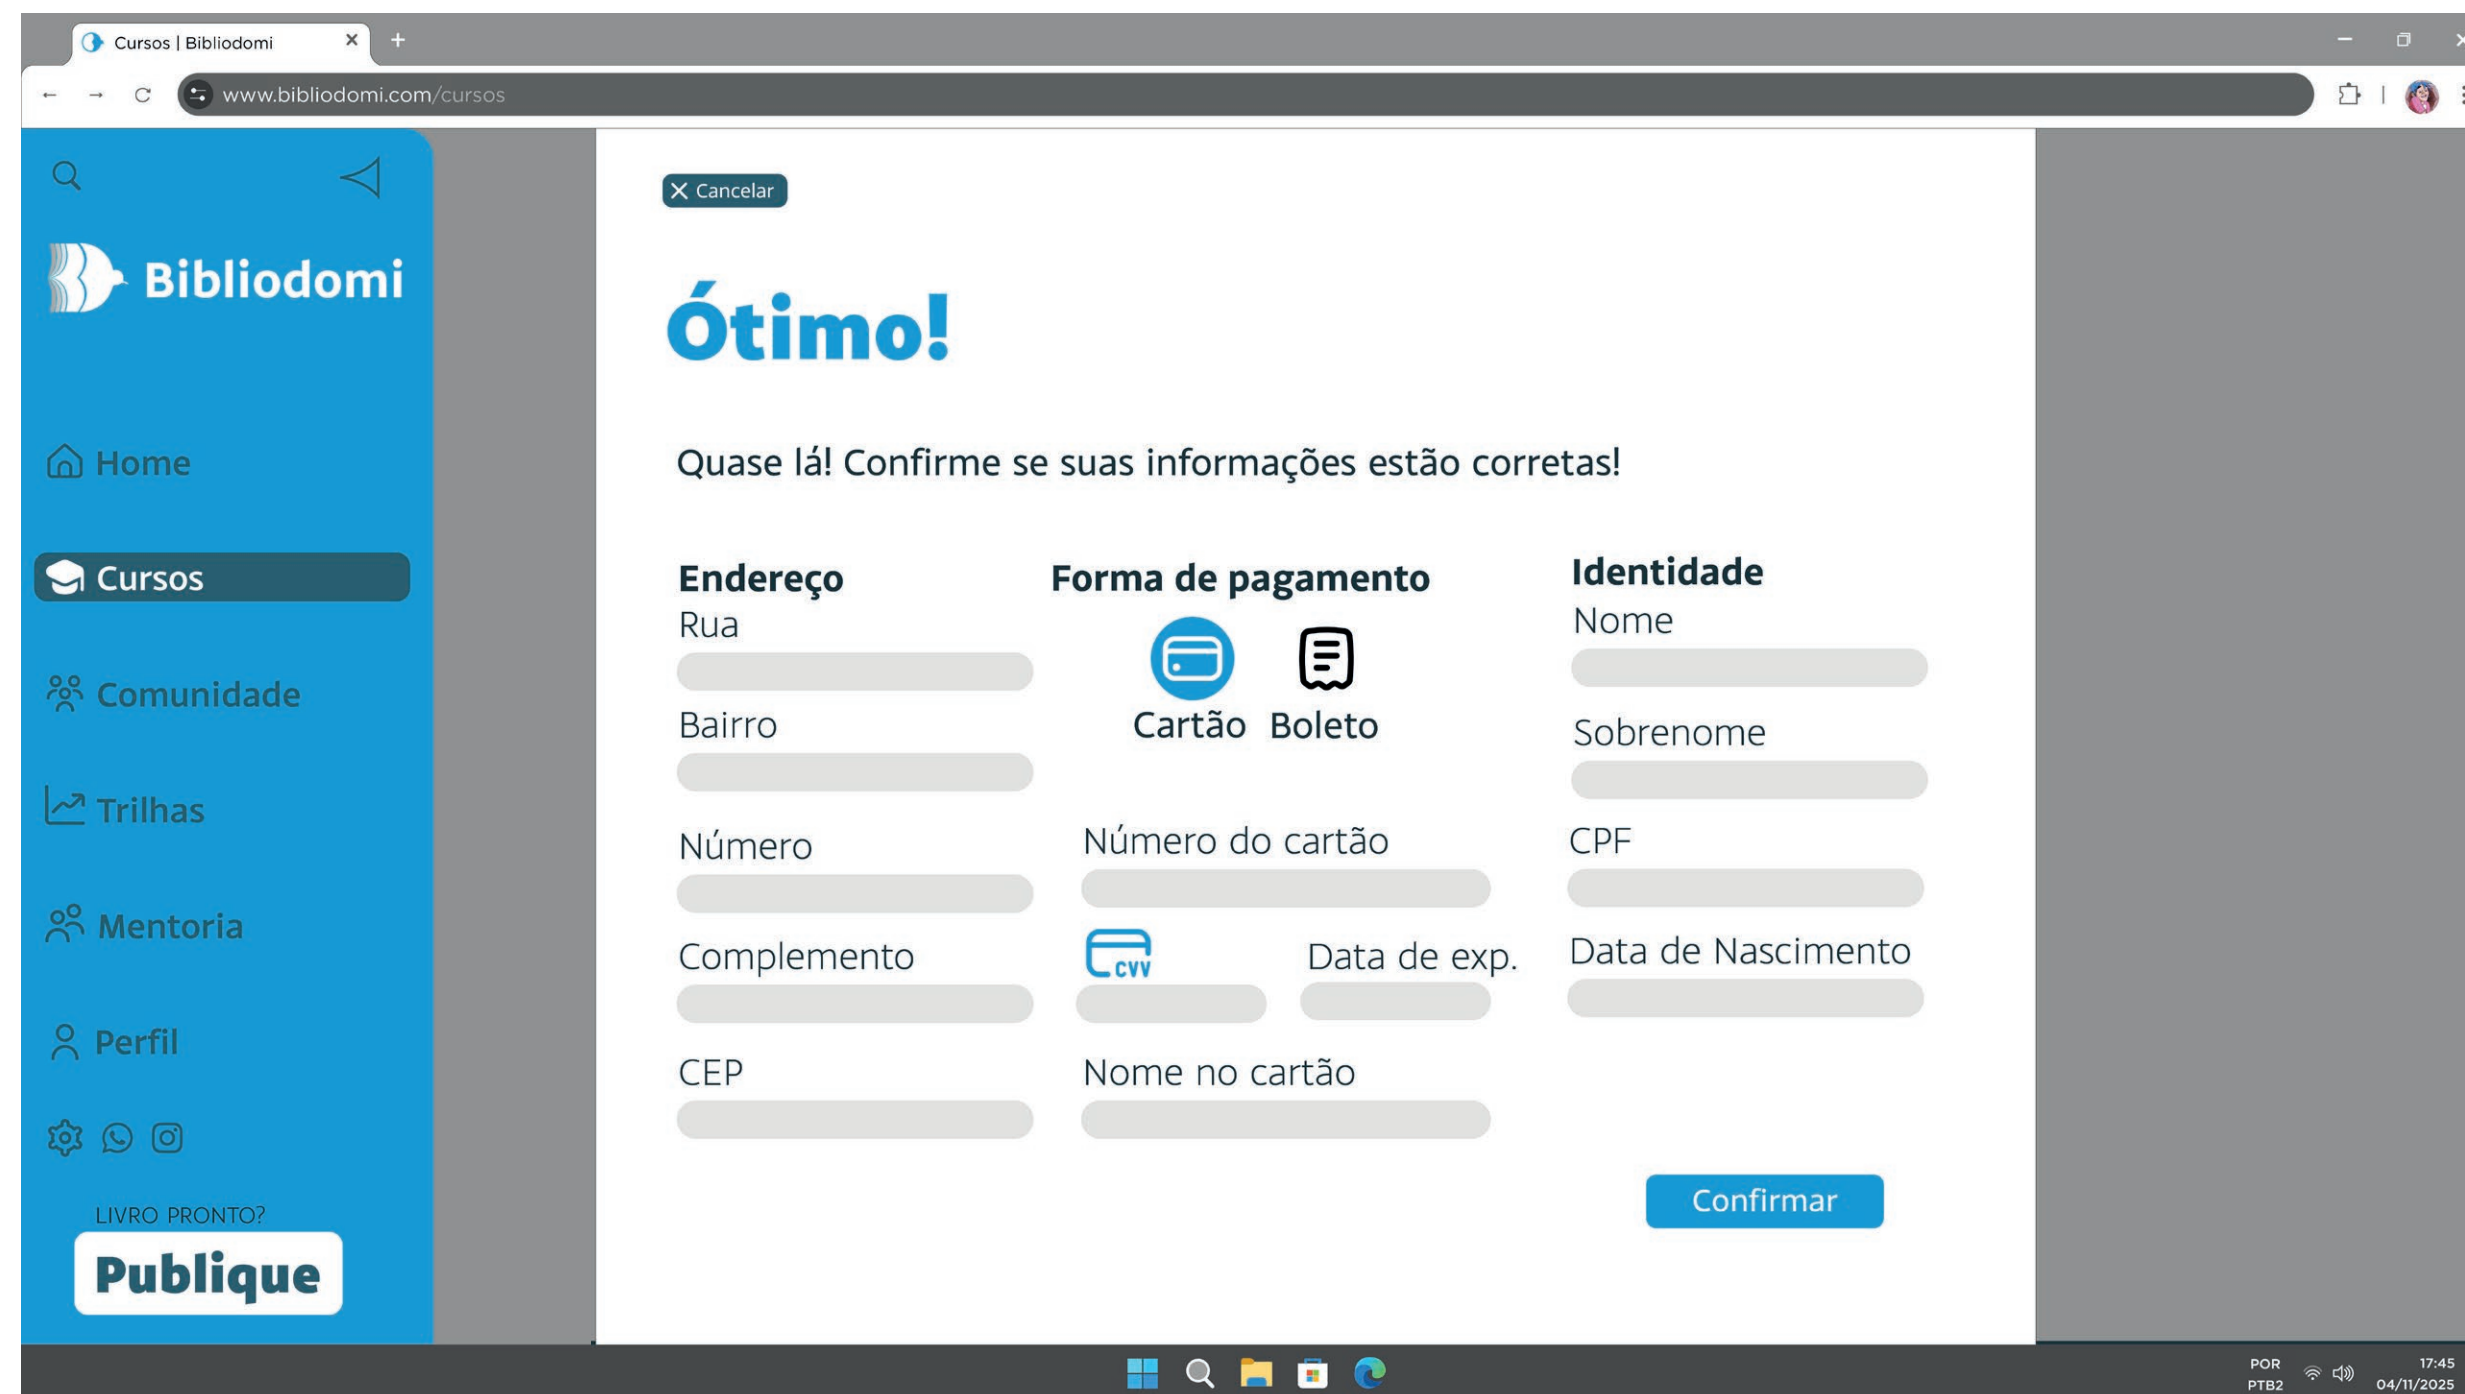 Cursos | Bibliodomi
www.bibliodomi.com/cursos
Bibliodomi
Home
Cursos
Comunidade
Trilhas
Mentoria
Perfil
LIVRO PRONTO?
Publique
Cancelar
Ótimo!
Quase lá! Confirme se suas informações estão corretas!
Endereço
Rua
Bairro
Número
Complemento
CEP
Forma de pagamento
Cartão Boleto
Número do cartão
CVV
Data de exp.
Nome no cartão
Identidade
Nome
Sobrenome
CPF
Data de Nascimento
Confirmar
POR
PTB2
17:45
04/11/2025